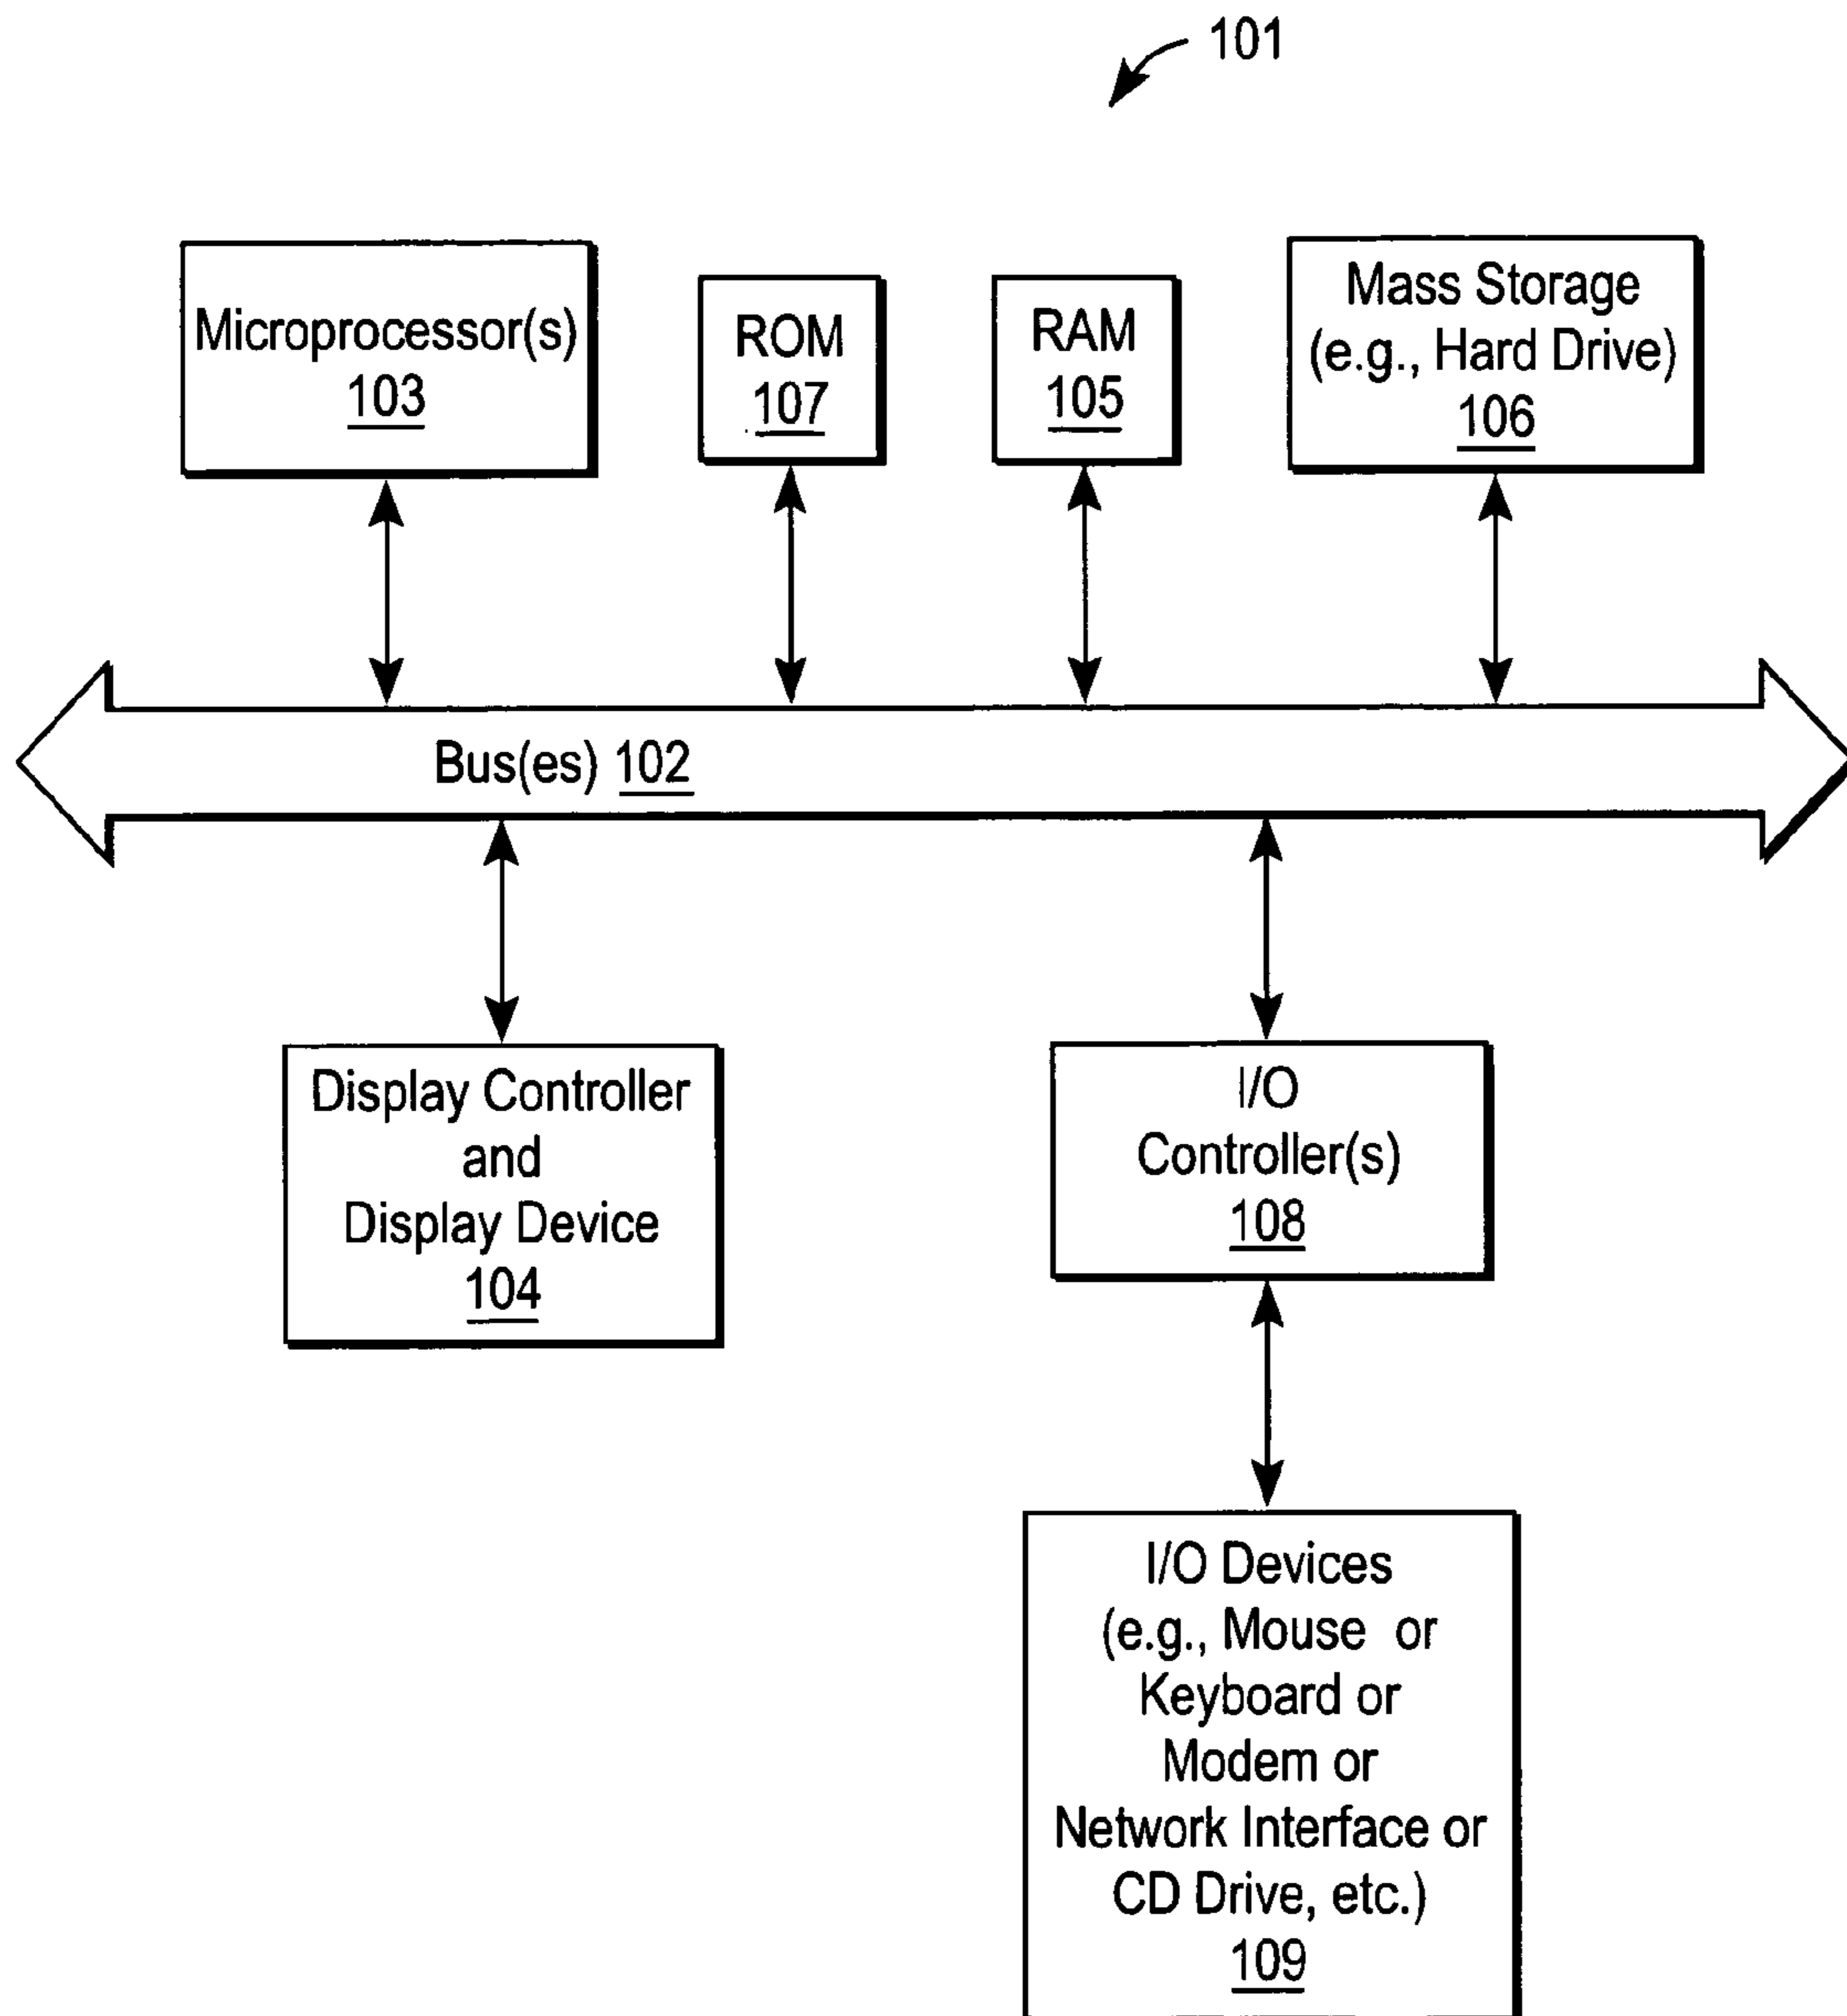 101
Microprocessor(s)
103
ROM
107
RAM
105
Mass Storage
(e.g., Hard Drive)
106
Bus(es) 102
Display Controller
and
Display Device
104
I/O
Controller(s)
108
I/O Devices
(e.g., Mouse or
Keyboard or
Modem or
Network Interface or
CD Drive, etc.)
109